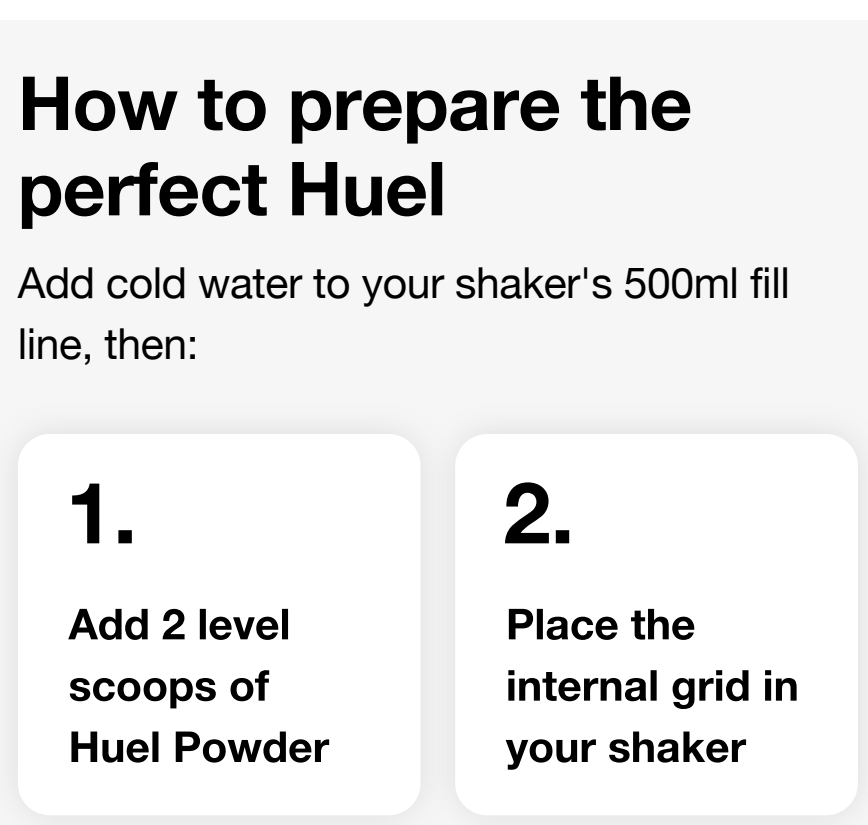 How to prepare the
perfect Huel
Add cold water to your shaker's 500ml fill
line, then:
1.
Add 2 level
scoops of
Huel Powder
2.
Place the
internal grid in
your shaker